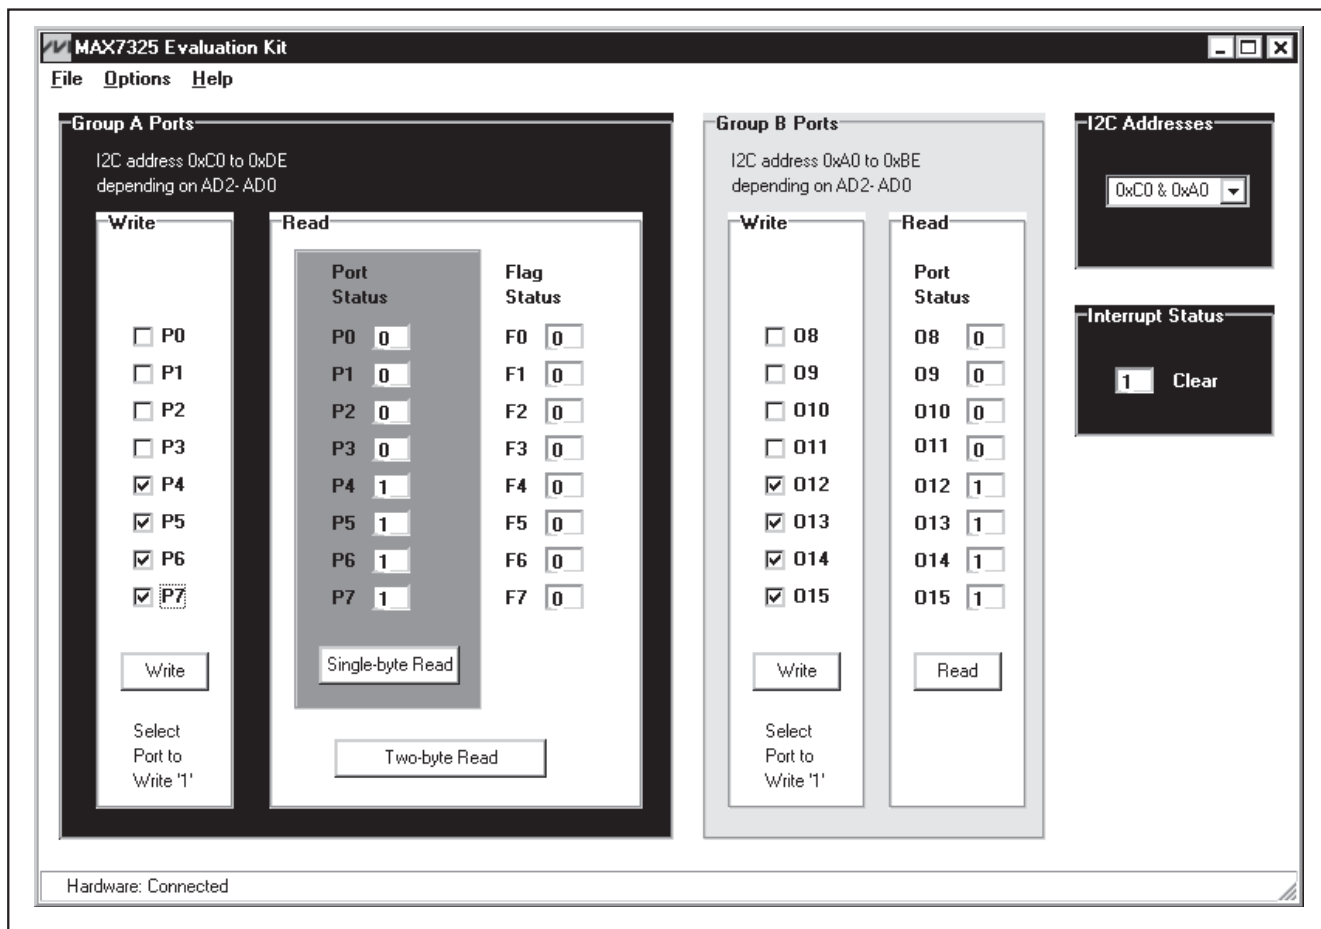 MAX7325 Evaluation Kit
File Options Help
Group A Ports
I2C address 0xC0 to 0xDE
depending on AD2- AD0
Write
P0
P1
P2
P3
P4
P5
P6
P7
Write
Select
Port to
Write '1'
Read
Port
Status
P0 0
P1 0
P2 0
P3 0
P4 1
P5 1
P6 1
P7 1
Single-byte Read
Flag
Status
F0 0
F1 0
F2 0
F3 0
F4 0
F5 0
F6 0
F7 0
Two-byte Read
Group B Ports
I2C address 0xA0 to 0xBE
depending on AD2- AD0
Write
O8
O9
O10
O11
O12
O13
O14
O15
Write
Select
Port to
Write '1'
Read
Port
Status
O8 0
O9 0
O10 0
O11 0
O12 1
O13 1
O14 1
O15 1
Read
I2C Addresses
0xC0 & 0xA0
Interrupt Status
1 Clear
Hardware: Connected